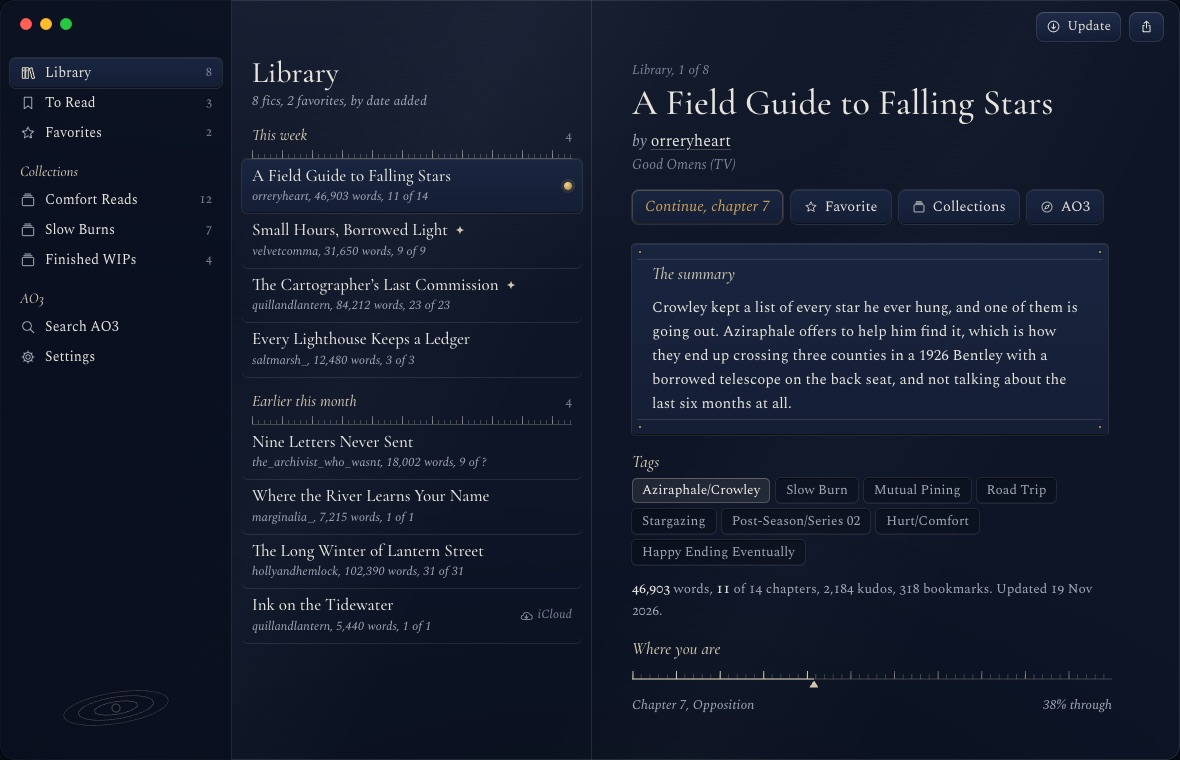 Update
Library 8
To Read 3
Favorites 2
Collections
Comfort Reads 12
Slow Burns 7
Finished WIPs 4
AO3
Search AO3
Settings
Library
8 fics, 2 favorites, by date added
This week 4
A Field Guide to Falling Stars
orreryheart, 46,903 words, 11 of 14
Small Hours, Borrowed Light
velvetcomma, 31,650 words, 9 of 9
The Cartographer’s Last Commission
quillandlantern, 84,212 words, 23 of 23
Every Lighthouse Keeps a Ledger
saltmarsh_, 12,480 words, 3 of 3
Earlier this month 4
Nine Letters Never Sent
the_archivist_who_wasnt, 18,002 words, 9 of ?
Where the River Learns Your Name
marginalia_, 7,215 words, 1 of 1
The Long Winter of Lantern Street
hollyandhemlock, 102,390 words, 31 of 31
Ink on the Tidewater
quillandlantern, 5,440 words, 1 of 1
iCloud
Library, 1 of 8
A Field Guide to Falling Stars
by orreryheart
Good Omens (TV)
Continue, chapter 7 Favorite Collections AO3
The summary
Crowley kept a list of every star he ever hung, and one of them is
going out. Aziraphale offers to help him find it, which is how
they end up crossing three counties in a 1926 Bentley with a
borrowed telescope on the back seat, and not talking about the
last six months at all.
Tags
Aziraphale/Crowley Slow Burn Mutual Pining Road Trip
Stargazing Post-Season/Series 02 Hurt/Comfort
Happy Ending Eventually
46,903 words, 11 of 14 chapters, 2,184 kudos, 318 bookmarks. Updated 19 Nov
2026.
Where you are
Chapter 7, Opposition 38% through